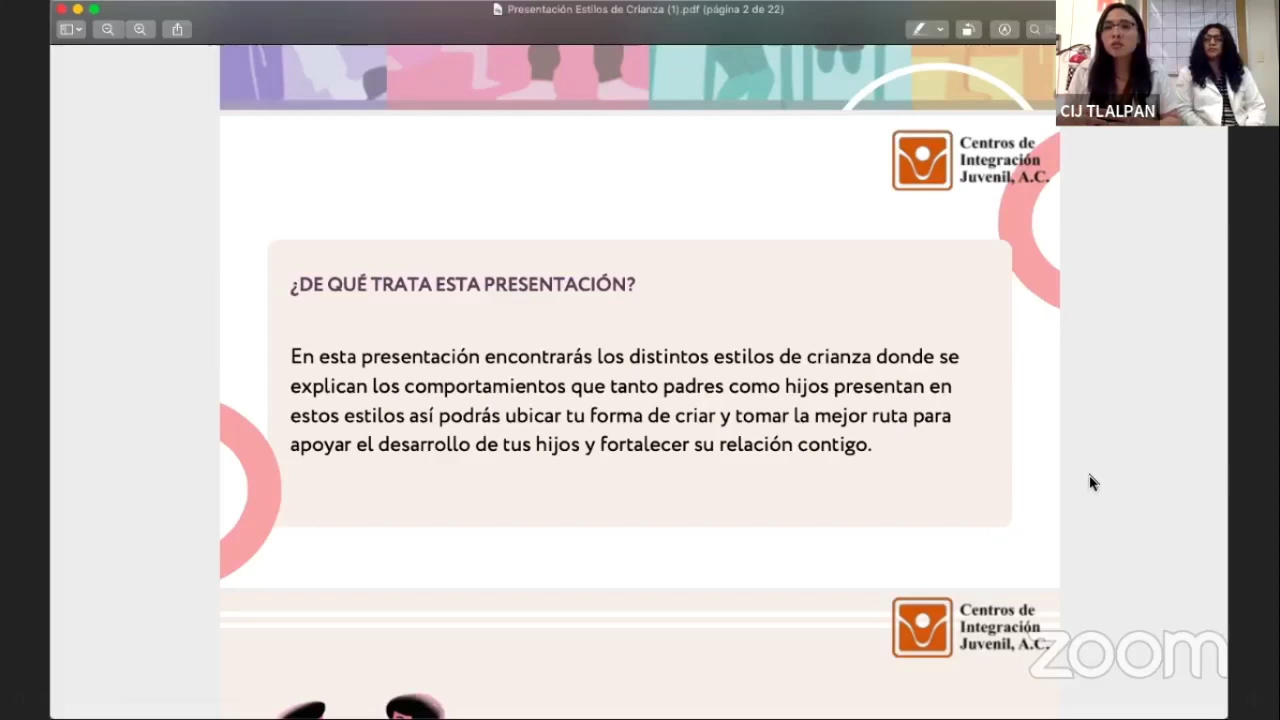 Presentación Estilos de Crianza (1).pdf (página 2 de 22)
CIJ TLALPAN
Centros de
Integración
Juvenil, A.C.
¿DE QUÉ TRATA ESTA PRESENTACIÓN?
En esta presentación encontrarás los distintos estilos de crianza donde se
explican los comportamientos que tanto padres como hijos presentan en
estos estilos así podrás ubicar tu forma de criar y tomar la mejor ruta para
apoyar el desarrollo de tus hijos y fortalecer su relación contigo.
Centros de
Integración
Juvenil, A.C.
zoom